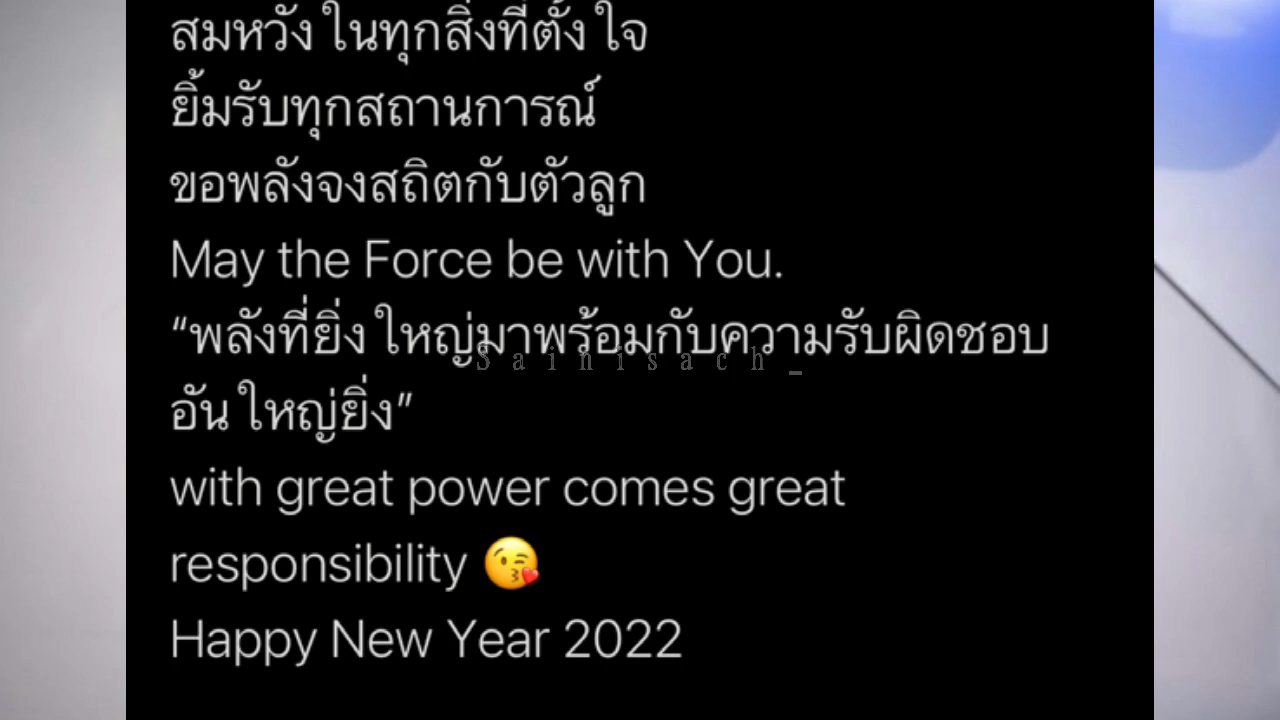 สมหวังในทุกสิ่งที่ตั้งใจ
ยิ้มรับทุกสถานการณ์
ขอพลังจงสถิตกับตัวลูก
May the Force be with You.
“พลังที่ยิ่งใหญ่มาพร้อมกับความรับผิดชอบ
Sainisach_
อันใหญ่ยิ่ง”
with great power comes great
responsibility 😘
Happy New Year 2022